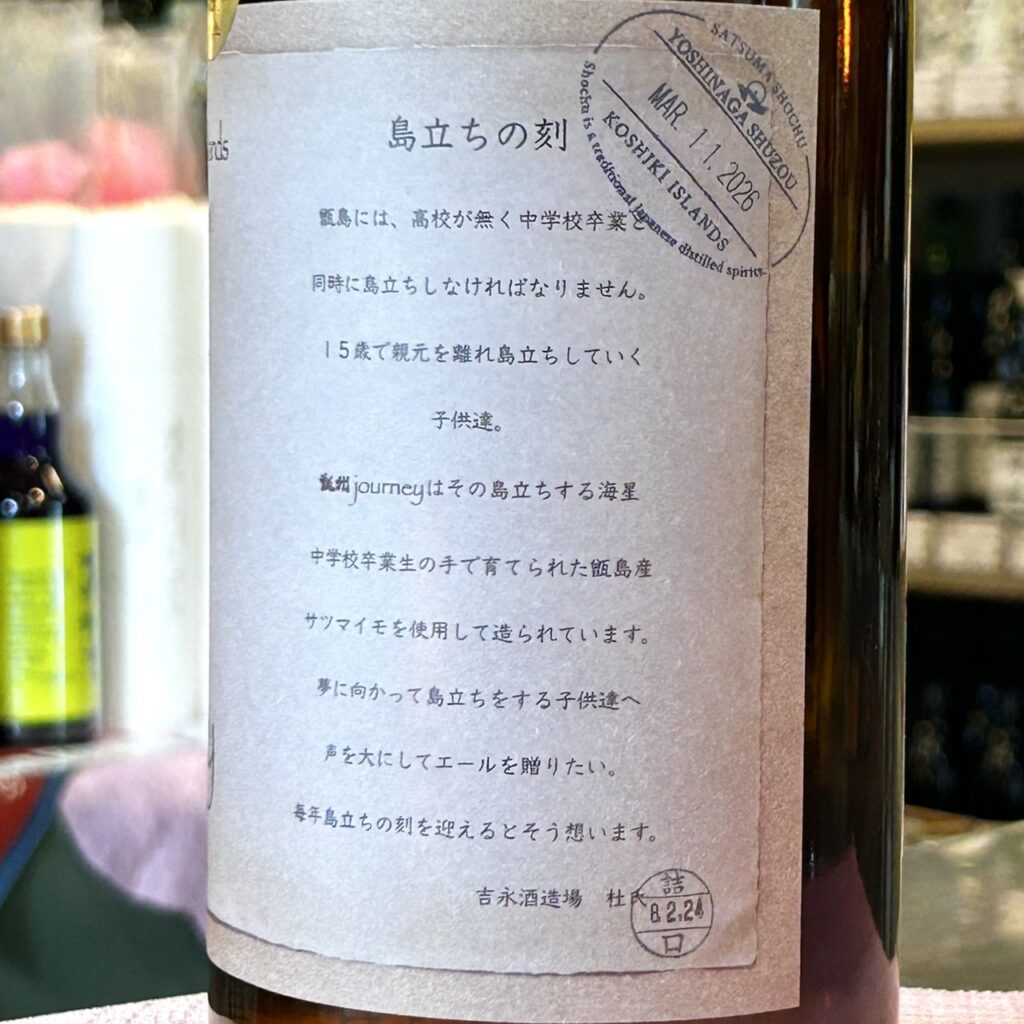 SATSUMA SHOCHU
YOSHINAGA SHUZOU
MAR. 11. 2026
KOSHIKI ISLANDS
Shochu is a traditional Japanese distilled spirits
島立ちの刻
甑島には、高校が無く中学校卒業と
同時に島立ちしなければなりません。
15歳で親元を離れ島立ちしていく
子供達。
甑州journeyはその島立ちする海星
中学校卒業生の手で育てられた甑島産
サツマイモを使用して造られています。
夢に向かって島立ちをする子供達へ
声を大にしてエールを贈りたい。
毎年島立ちの刻を迎えるとそう想います。
吉永酒造場 杜氏
詰
8.2.24
口